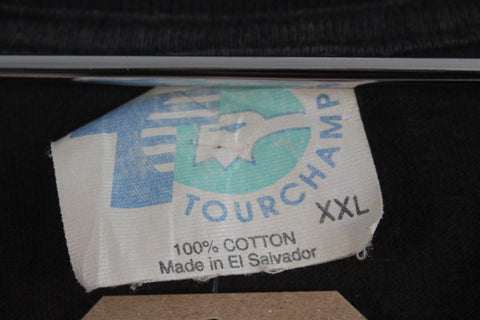 TOURCHAMP
XXL
100% COTTON
Made in El Salvador